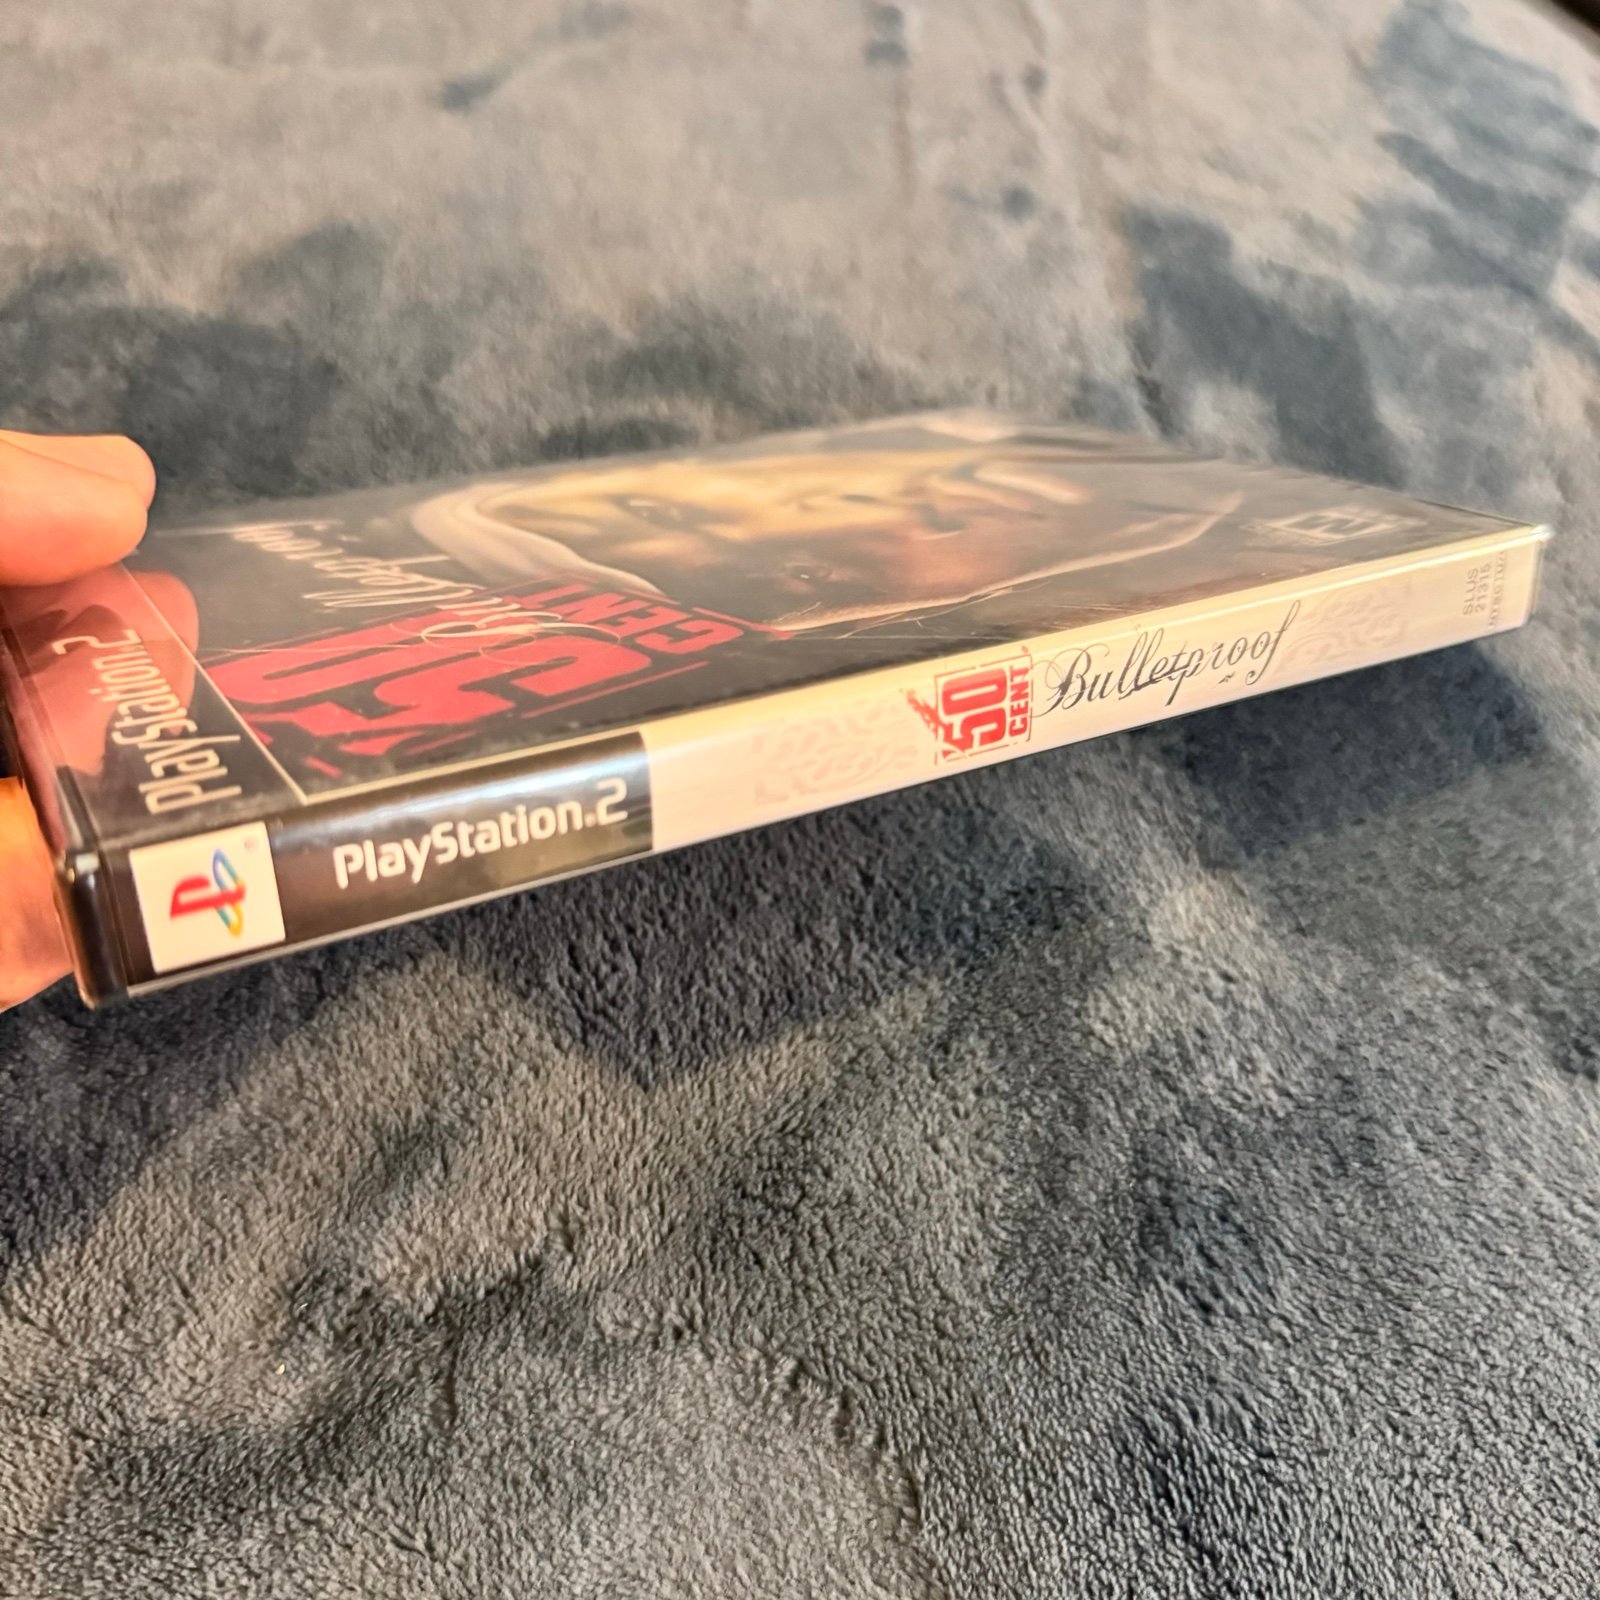 PlayStation.2
50
CENT
Bulletproof
PlayStation.2
50
CENT
Bulletproof
SLUS
21315
M